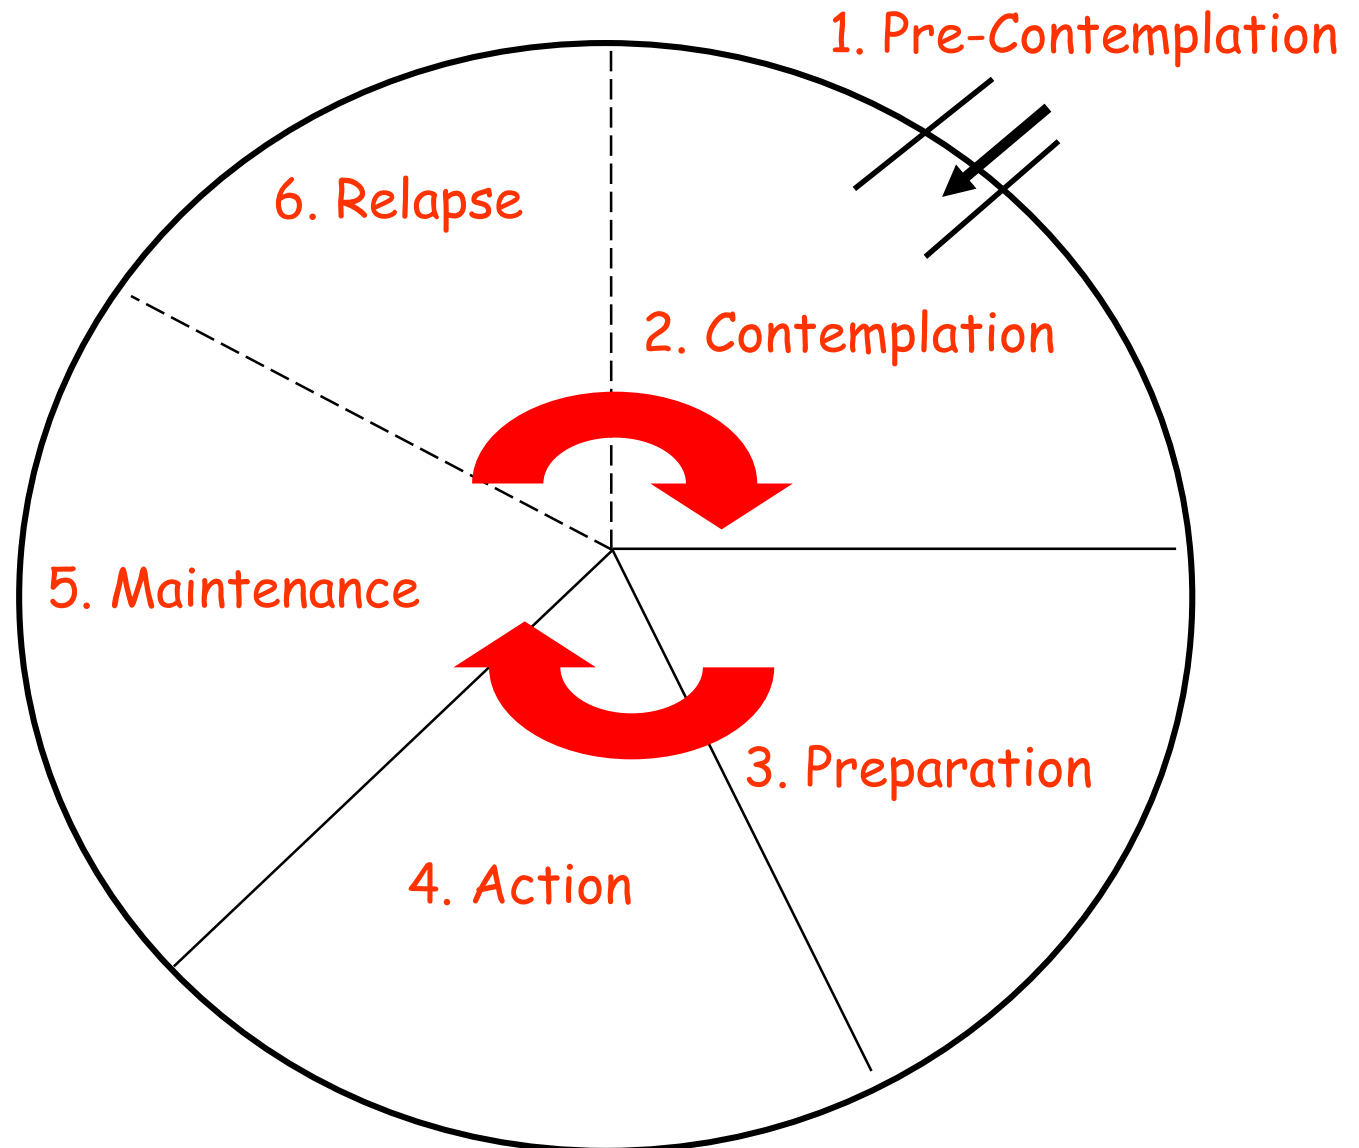 1. Pre-Contemplation
6. Relapse
2. Contemplation
5. Maintenance
3. Preparation
4. Action